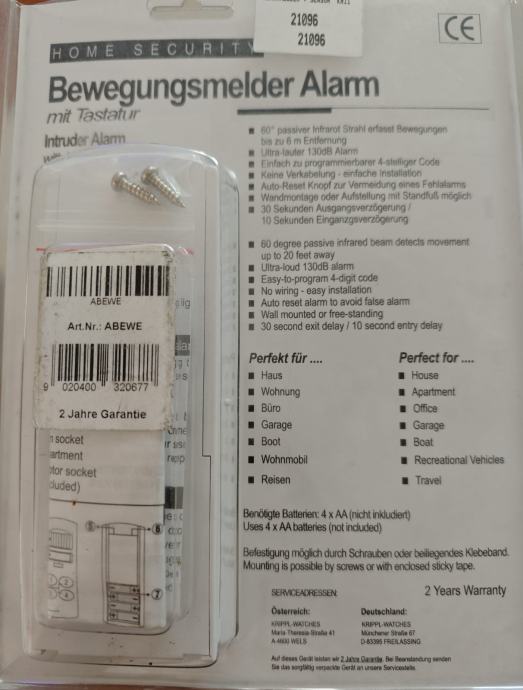 21096
21096
CE
HOME SECURITY
Bewegungsmelder Alarm
mit Tastatur
Intruder Alarm
60° passiver Infrarot Strahl erfasst Bewegungen
bis zu 6 m Entfernung
Ultra-lauter 130dB Alarm
Einfach zu programmierbarer 4-stelliger Code
Keine Verkabelung - einfache Installation
Auto-Reset Knopf zur Vermeidung eines Fehlalarms
Wandmontage oder Aufstellung mit Standfuß möglich
30 Sekunden Ausgangsverzögerung /
10 Sekunden Einganzgsverzögerung
60 degree passive infrared beam detects movement
up to 20 feet away
Ultra-loud 130dB alarm
Easy-to-program 4-digit code
No wiring - easy installation
Auto reset alarm to avoid false alarm
Wall mounted or free-standing
30 second exit delay / 10 second entry delay
ABEWE
Art.Nr.: ABEWE
9 020400 320677
2 Jahre Garantie
socket
artment
tor socket
cluded)
5
6
7
1 2
3 4
Perfekt für ....
Haus
Wohnung
Büro
Garage
Boot
Wohnmobil
Reisen
Perfect for ....
House
Apartment
Office
Garage
Boat
Recreational Vehicles
Travel
Benötigte Batterien: 4 x AA (nicht inkludiert)
Uses 4 x AA batteries (not included)
Befestigung möglich durch Schrauben oder beiliegendes Klebeband.
Mounting is possible by screws or with enclosed sticky tape.
SERVICEADRESSEN:
2 Years Warranty
Österreich:
KRIPPL-WATCHES
Maria-Theresia-Straße 41
A-4600 WELS
Deutschland:
KRIPPL-WATCHES
Münchener Straße 67
D-83395 FREILASSING
Auf dieses Gerät leisten wir 2 Jahre Garantie. Bei Beanstandung senden
Sie das sorgfältig verpackte Gerät an unsere Servicestelle.